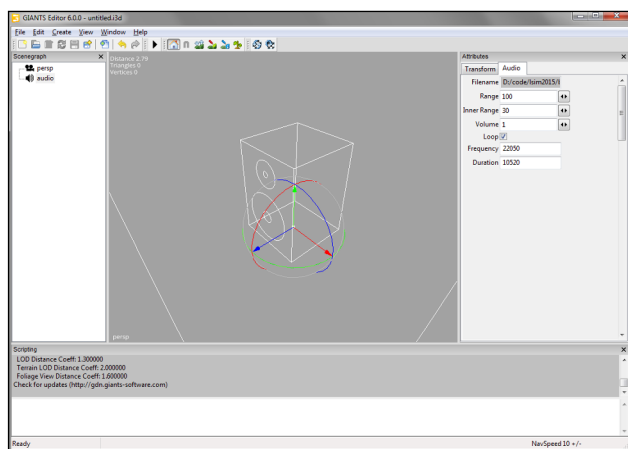 GIANTS Editor 6.0.0 - untitled.i3d
File Edit Create View Window Help
Scenegraph
persp
audio
Distance 2.79
Triangles 0
Vertices 0
persp
Attributes
Transform Audio
Filename D:/code/lsim2015/
Range 100
Inner Range 30
Volume 1
Loop
Frequency 22050
Duration 10520
Scripting
LOD Distance Coeff: 1.300000
Terrain LOD Distance Coeff: 2.000000
Foliage View Distance Coeff: 1.600000
Check for updates (http://gdn.giants-software.com)
Ready
NavSpeed 10 +/-